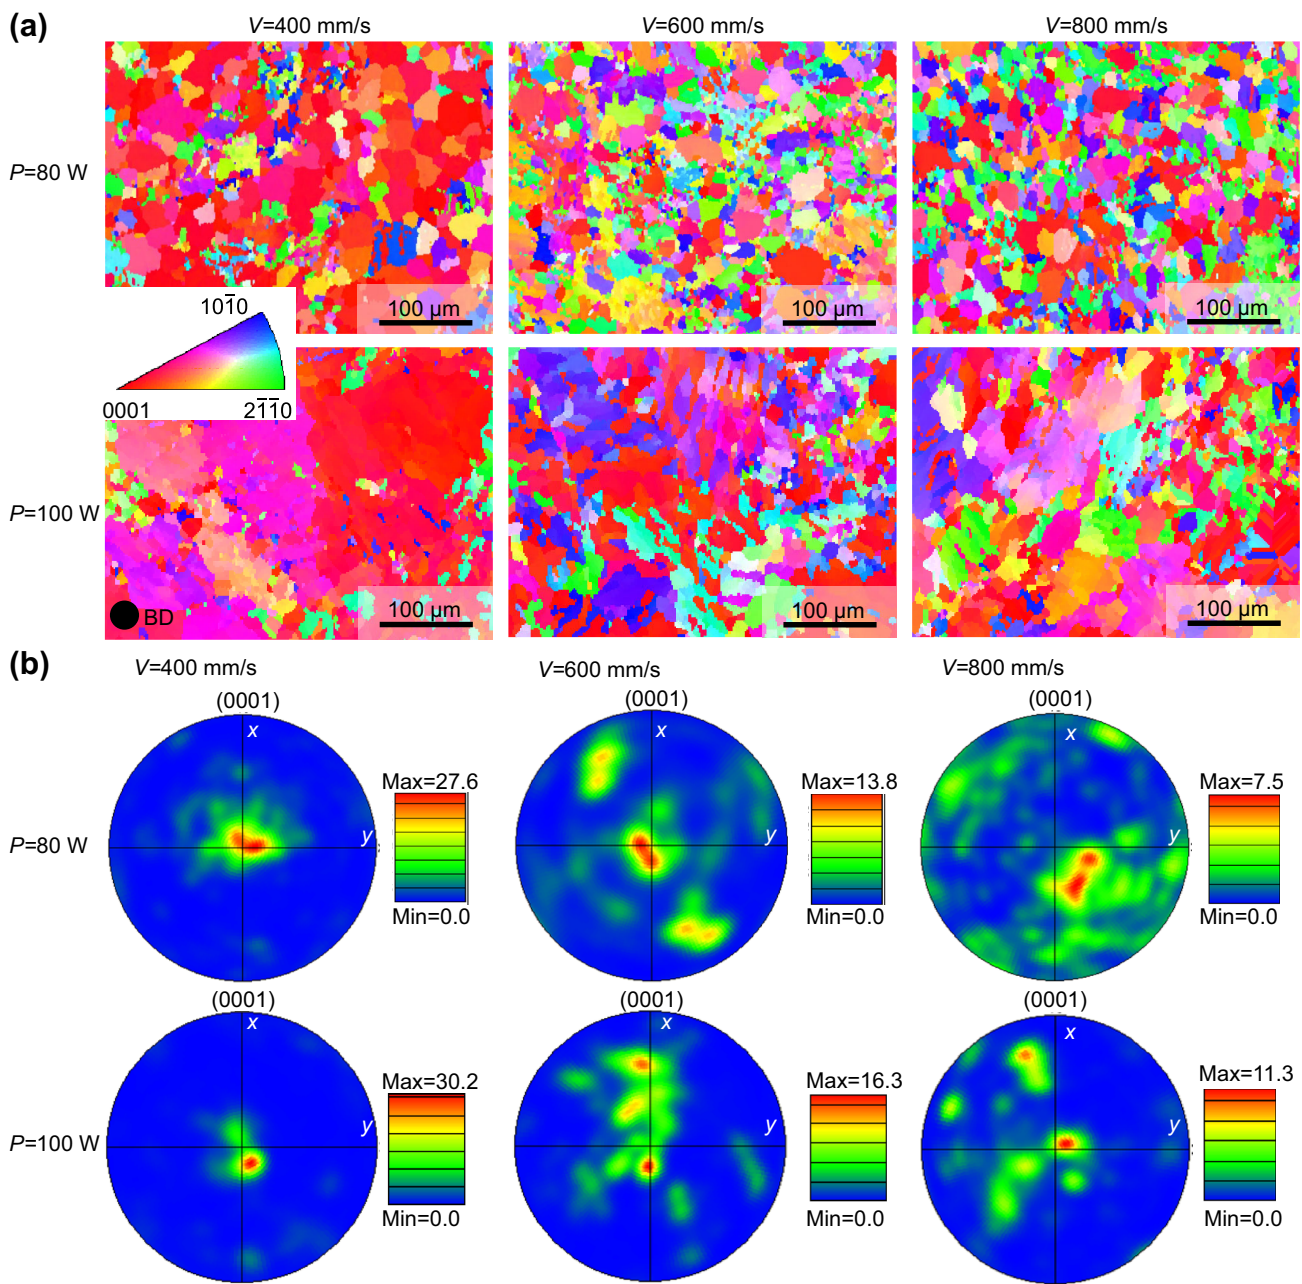 (a)
V=400 mm/s V=600 mm/s V=800 mm/s
P=80 W
100 µm 100 µm 100 µm
101̅0
0001 21̅1̅0
P=100 W
BD 100 µm 100 µm 100 µm
(b)
V=400 mm/s V=600 mm/s V=800 mm/s
(0001) (0001) (0001)
x x x
Max=27.6 Max=13.8 Max=7.5
P=80 W y y y
Min=0.0 Min=0.0 Min=0.0
(0001) (0001) (0001)
x x x
Max=30.2 Max=16.3 Max=11.3
P=100 W y y y
Min=0.0 Min=0.0 Min=0.0